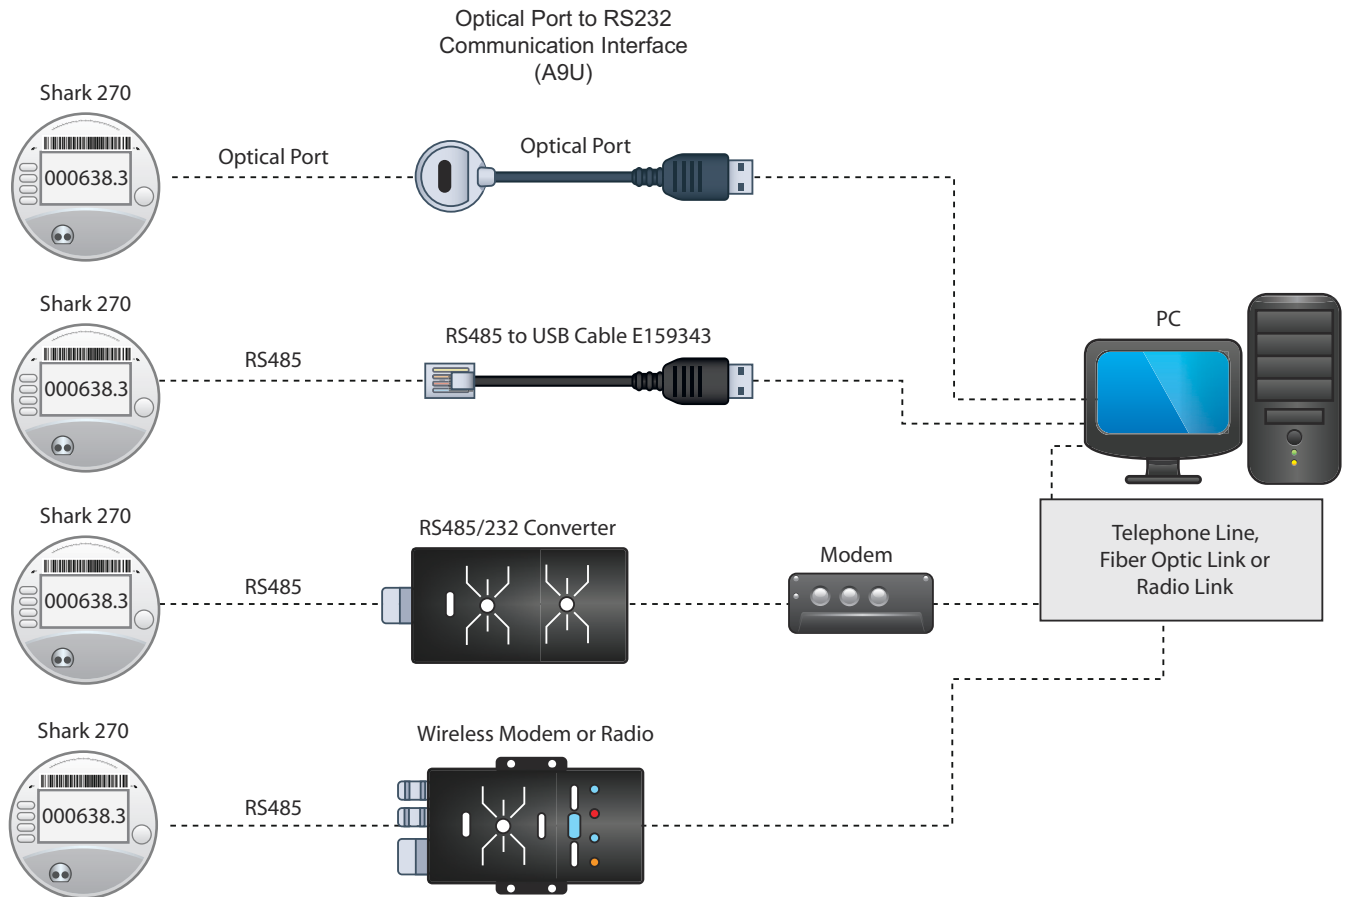 Optical Port to RS232
Communication Interface
(A9U)
Shark 270
000638.3
Optical Port
Optical Port
Shark 270
000638.3
RS485
RS485 to USB Cable E159343
PC
Shark 270
000638.3
RS485
RS485/232 Converter
Modem
Telephone Line,
Fiber Optic Link or
Radio Link
Shark 270
000638.3
RS485
Wireless Modem or Radio